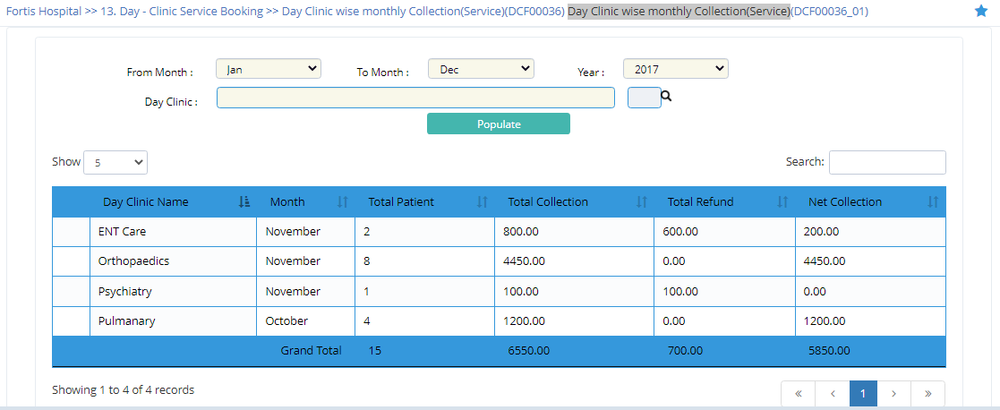 Fortis Hospital >> 13. Day - Clinic Service Booking >> Day Clinic wise monthly Collection(Service)(DCF00036) Day Clinic wise monthly Collection(Service)(DCF00036_01)
From Month : Jan To Month : Dec Year : 2017
Day Clinic :
Populate
Show 5 Search:
Day Clinic Name Month Total Patient Total Collection Total Refund Net Collection
ENT Care November 2 800.00 600.00 200.00
Orthopaedics November 8 4450.00 0.00 4450.00
Psychiatry November 1 100.00 100.00 0.00
Pulmanary October 4 1200.00 0.00 1200.00
Grand Total 15 6550.00 700.00 5850.00
Showing 1 to 4 of 4 records « ‹ 1 › »